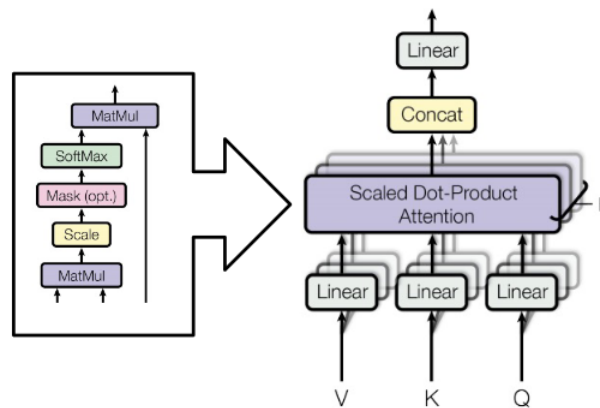 MatMul
SoftMax
Mask (opt.)
Scale
MatMul
Linear
Concat
Scaled Dot-Product
Attention
Linear Linear Linear
V K Q